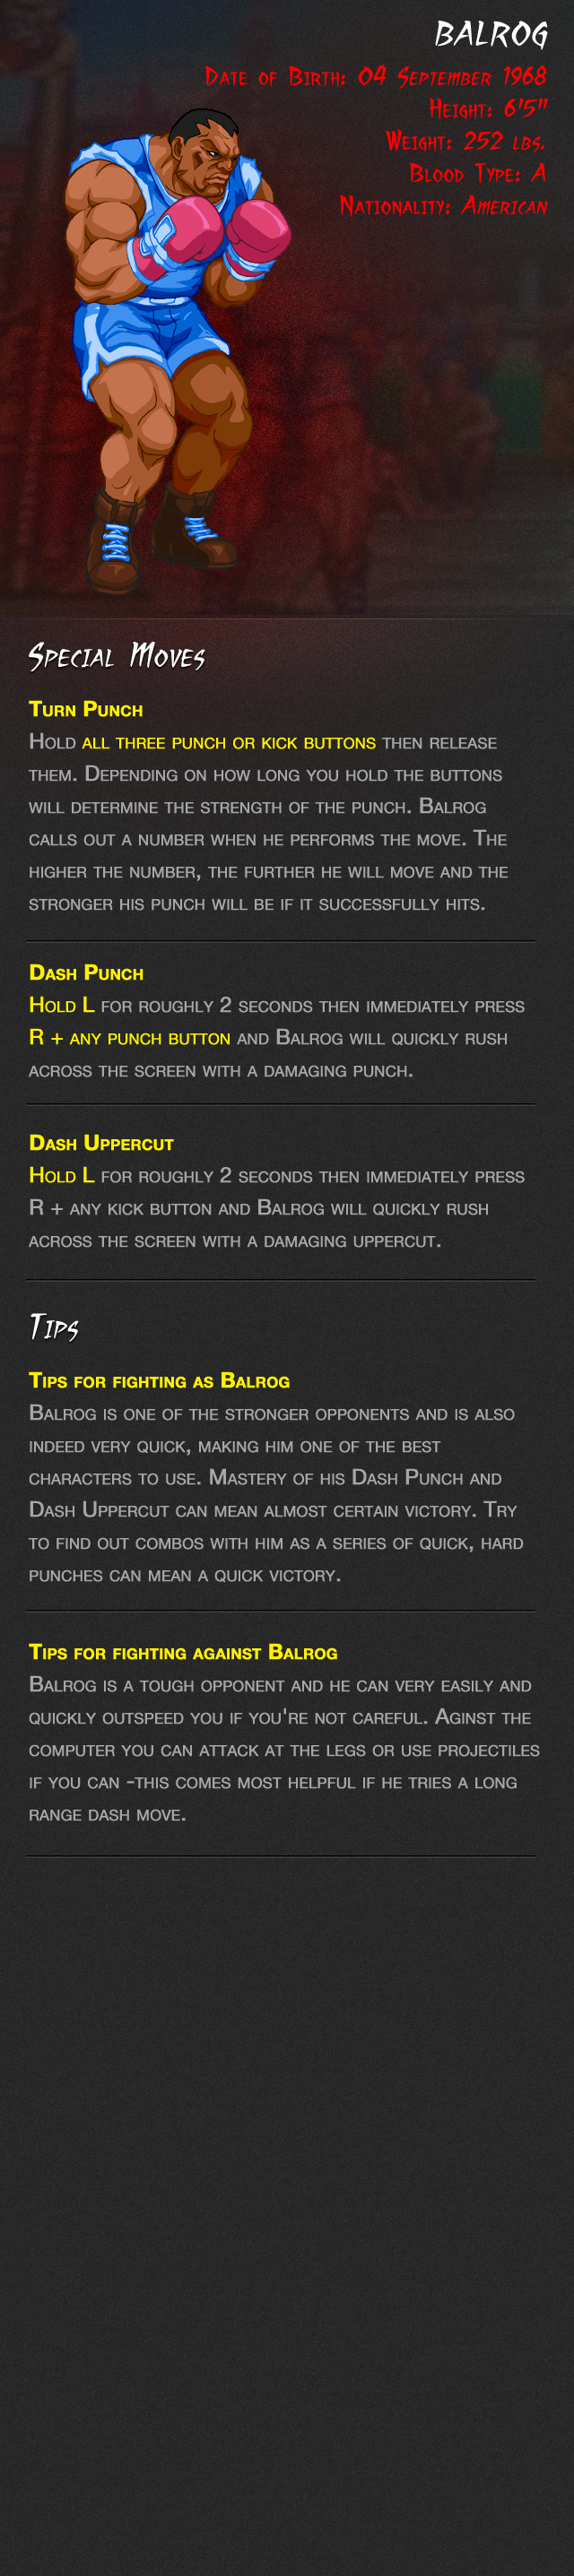 BALROG
Date of Birth: 04 September 1968
Height: 6'5"
Weight: 252 lbs.
Blood Type: A
Nationality: American
Special Moves
Turn Punch
Hold all three punch or kick buttons then release
them. Depending on how long you hold the buttons
will determine the strength of the punch. Balrog
calls out a number when he performs the move. The
higher the number, the further he will move and the
stronger his punch will be if it successfully hits.
Dash Punch
Hold L for roughly 2 seconds then immediately press
R + any punch button and Balrog will quickly rush
across the screen with a damaging punch.
Dash Uppercut
Hold L for roughly 2 seconds then immediately press
R + any kick button and Balrog will quickly rush
across the screen with a damaging uppercut.
Tips
Tips for fighting as Balrog
Balrog is one of the stronger opponents and is also
indeed very quick, making him one of the best
characters to use. Mastery of his Dash Punch and
Dash Uppercut can mean almost certain victory. Try
to find out combos with him as a series of quick, hard
punches can mean a quick victory.
Tips for fighting against Balrog
Balrog is a tough opponent and he can very easily and
quickly outspeed you if you're not careful. Aginst the
computer you can attack at the legs or use projectiles
if you can -this comes most helpful if he tries a long
range dash move.